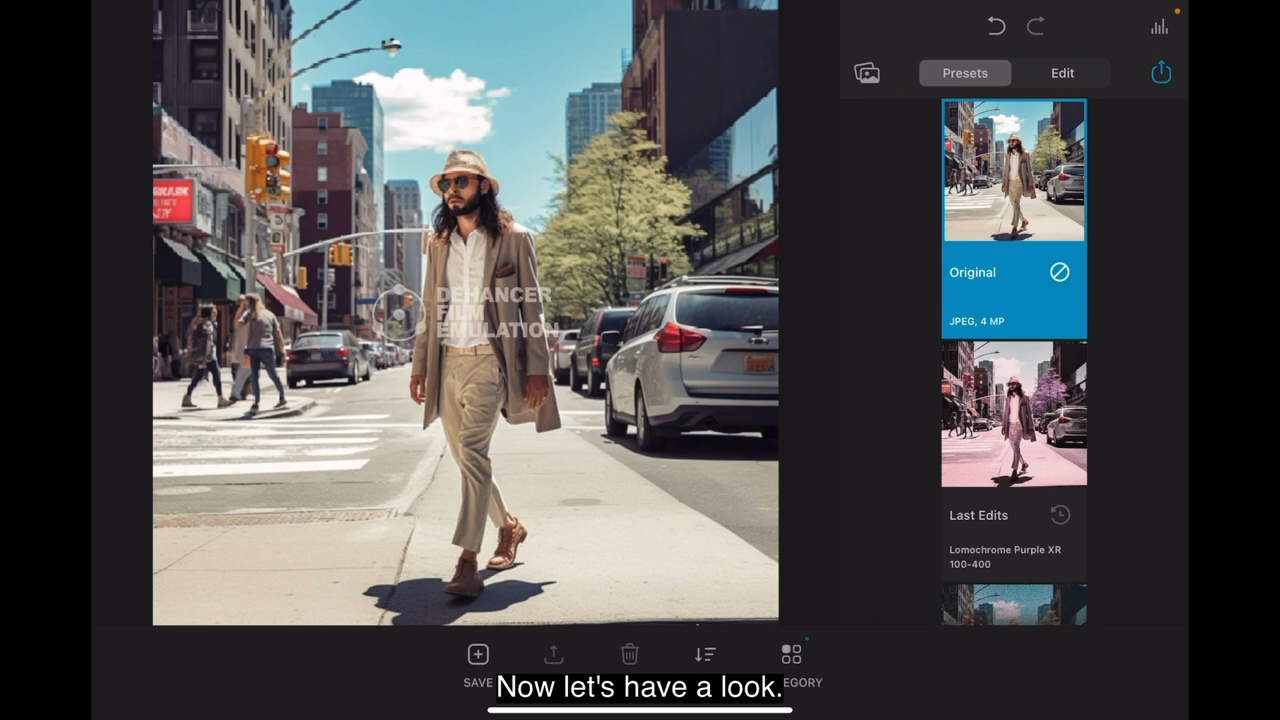 Presets
Edit
DEHANCER
FILM
EMULATION
Original
JPEG, 4 MP
Last Edits
Lomochrome Purple XR
100-400
SAVE
EGORY
Now let's have a look.